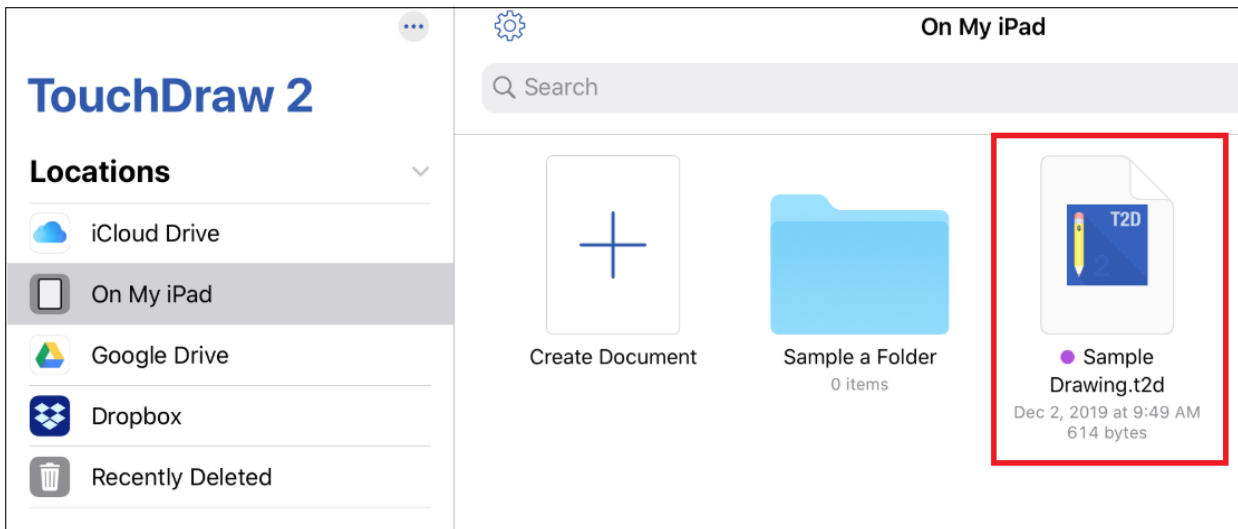 TouchDraw 2
Locations
iCloud Drive
On My iPad
Google Drive
Dropbox
Recently Deleted
On My iPad
Search
Create Document
Sample a Folder
0 items
T2D
2
Sample
Drawing.t2d
Dec 2, 2019 at 9:49 AM
614 bytes